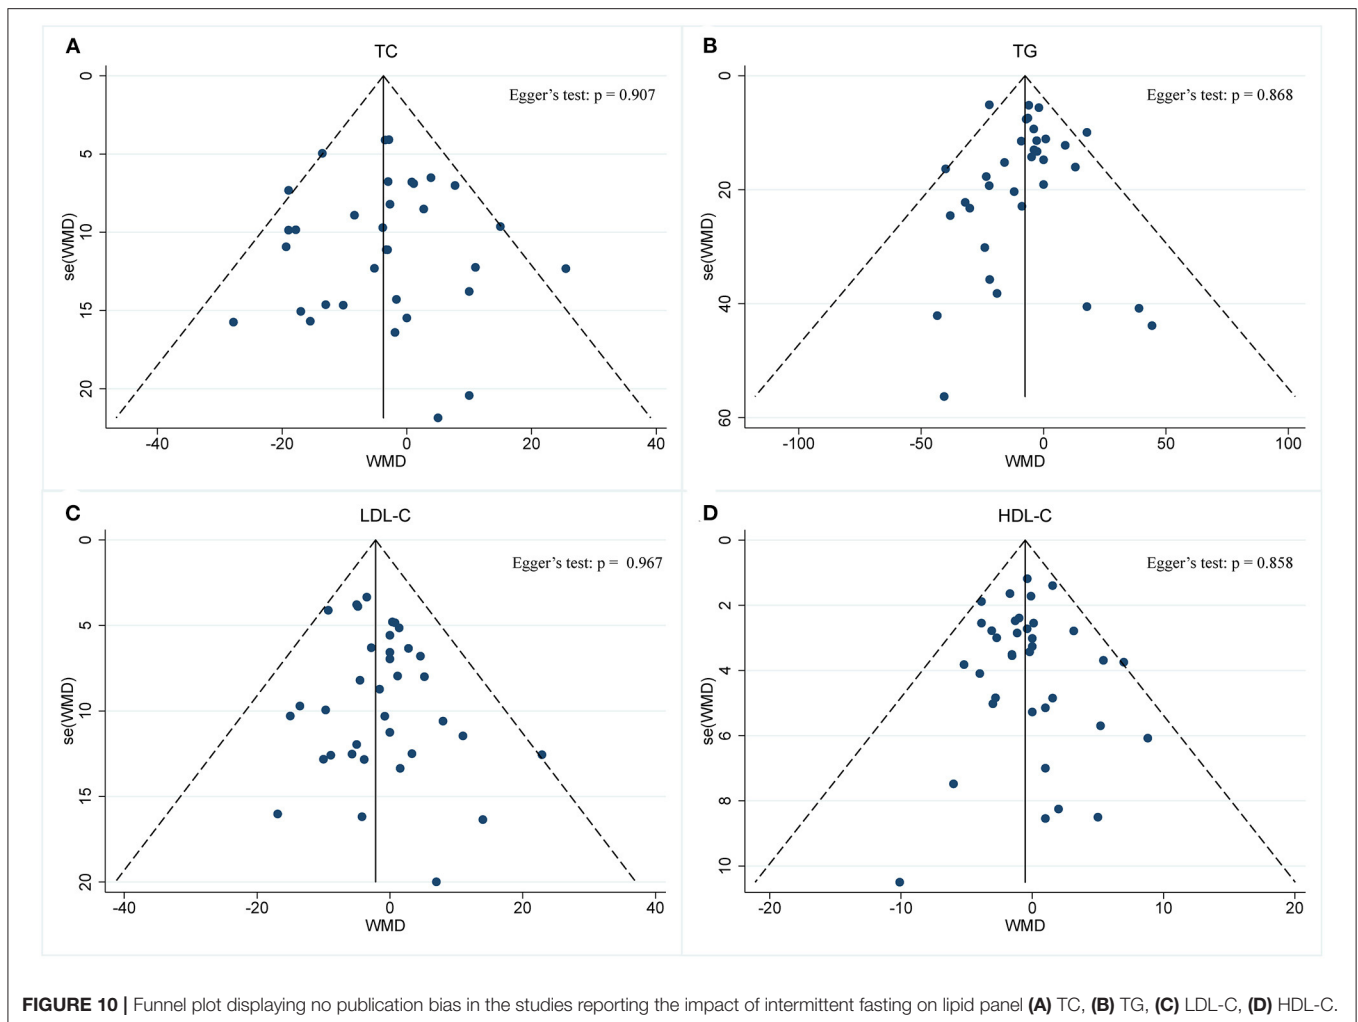 A
TC
Egger's test: p = 0.907
0
5
10
15
20
se(WMD)
-40 -20 0 20 40
WMD
B
TG
Egger's test: p = 0.868
0
20
40
60
se(WMD)
-100 -50 0 50 100
WMD
C
LDL-C
Egger's test: p = 0.967
0
5
10
15
20
se(WMD)
-40 -20 0 20 40
WMD
D
HDL-C
Egger's test: p = 0.858
0
2
4
6
8
10
se(WMD)
-20 -10 0 10 20
WMD
FIGURE 10 | Funnel plot displaying no publication bias in the studies reporting the impact of intermittent fasting on lipid panel (A) TC, (B) TG, (C) LDL-C, (D) HDL-C.